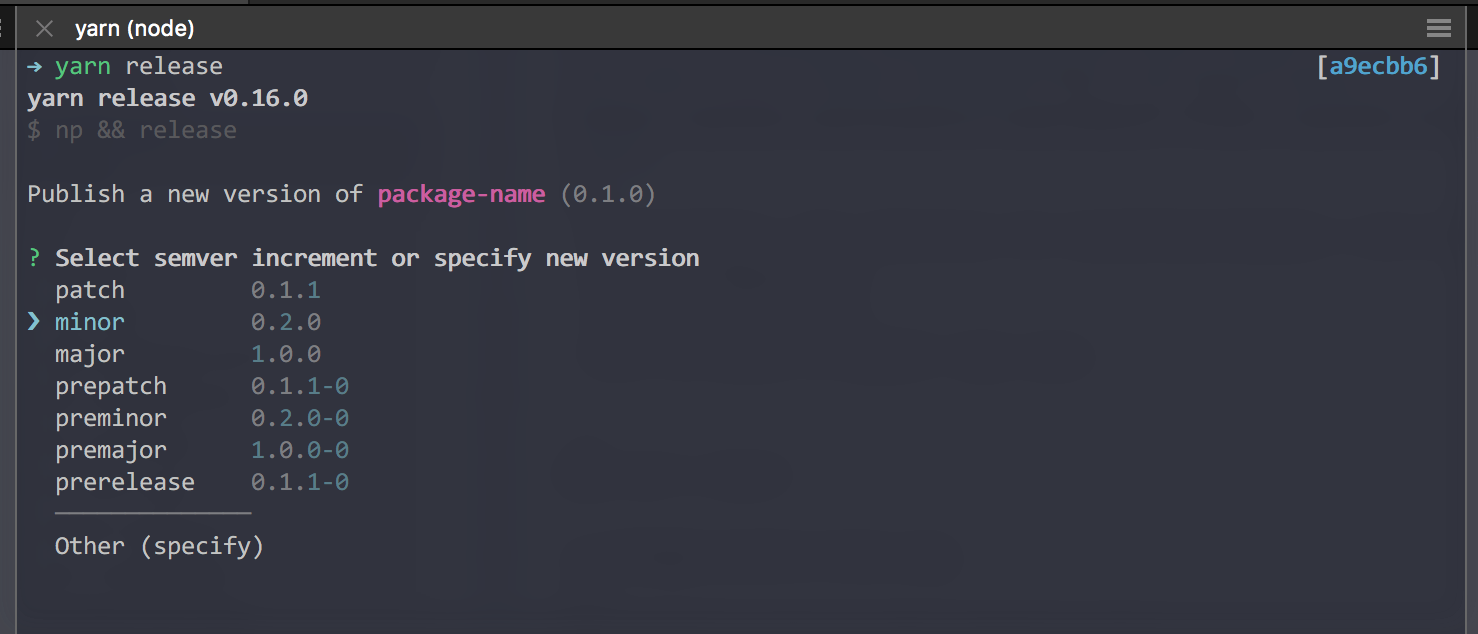 yarn (node)
→ yarn release [a9ecbb6]
yarn release v0.16.0
$ np && release
Publish a new version of package-name (0.1.0)
? Select semver increment or specify new version
patch 0.1.1
❯ minor 0.2.0
major 1.0.0
prepatch 0.1.1-0
preminor 0.2.0-0
premajor 1.0.0-0
prerelease 0.1.1-0
──────────────
Other (specify)